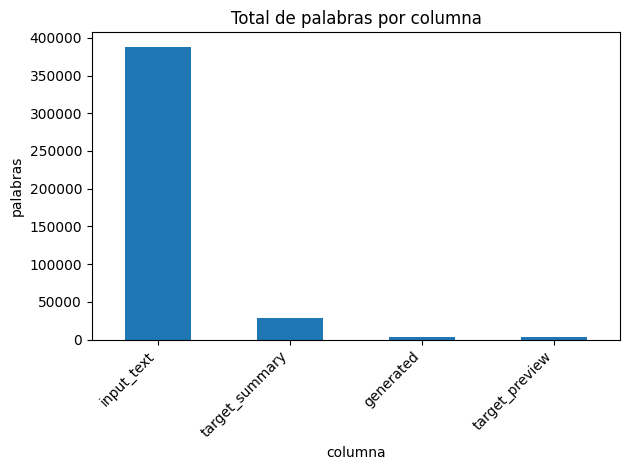 Total de palabras por columna
400000
350000
300000
250000
200000
150000
100000
50000
0
palabras
input_text
target_summary
generated
target_preview
columna